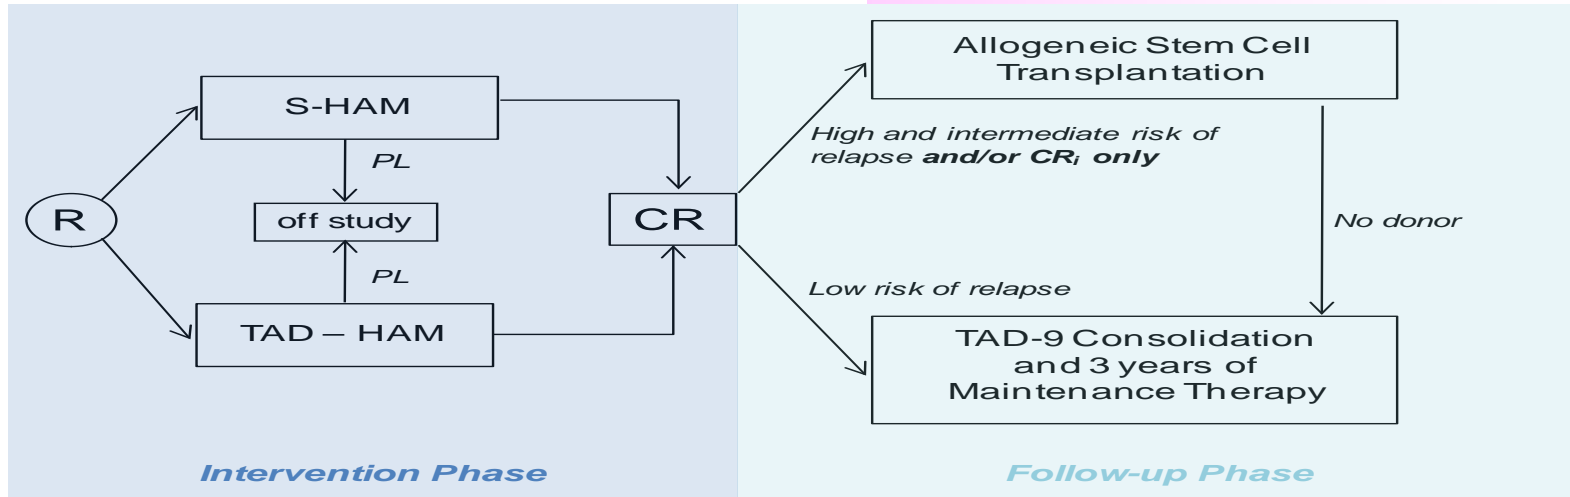 R
S-HAM
PL
off study
PL
TAD – HAM
CR
Intervention Phase
Allogeneic Stem Cell
Transplantation
High and intermediate risk of
relapse and/or CRi only
No donor
Low risk of relapse
TAD-9 Consolidation
and 3 years of
Maintenance Therapy
Follow-up Phase